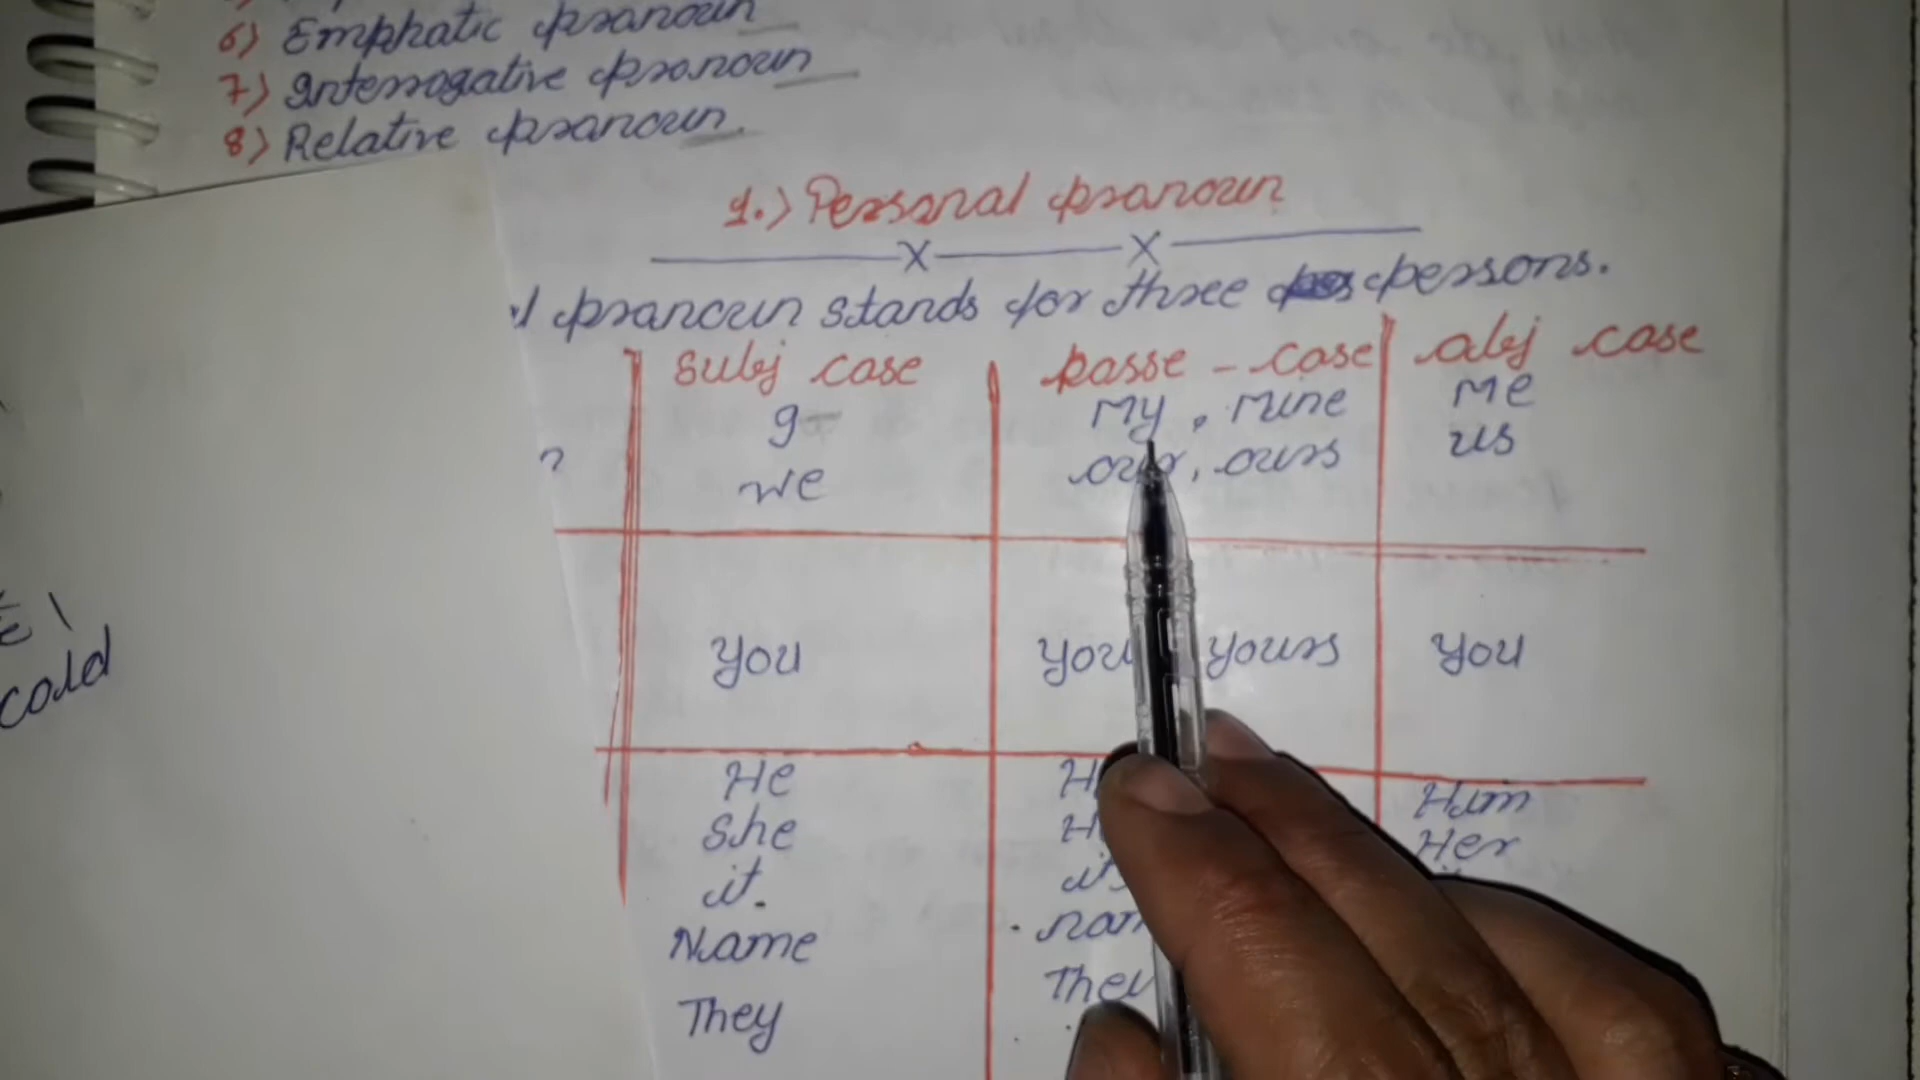 6) Emphatic pronoun
7) Interrogative pronoun
8) Relative pronoun.
1.) Personal pronoun
pronoun stands for three persons.
Subj case Posse - case Obj case
I My, mine Me
we our, ours us
You yours You
He Him
She Her
it.
Name
They
cold